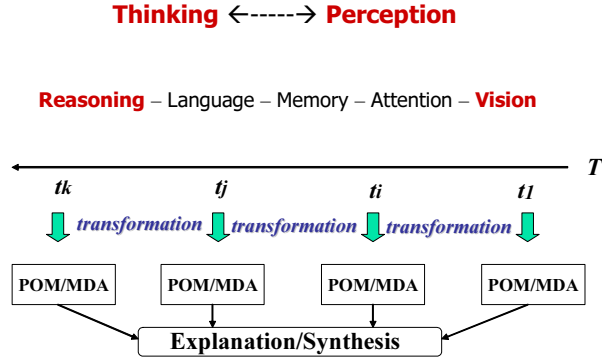 Thinking ←-----→ Perception
Reasoning – Language – Memory – Attention – Vision
T
tk tj ti t1
transformation transformation transformation
POM/MDA POM/MDA POM/MDA POM/MDA
Explanation/Synthesis